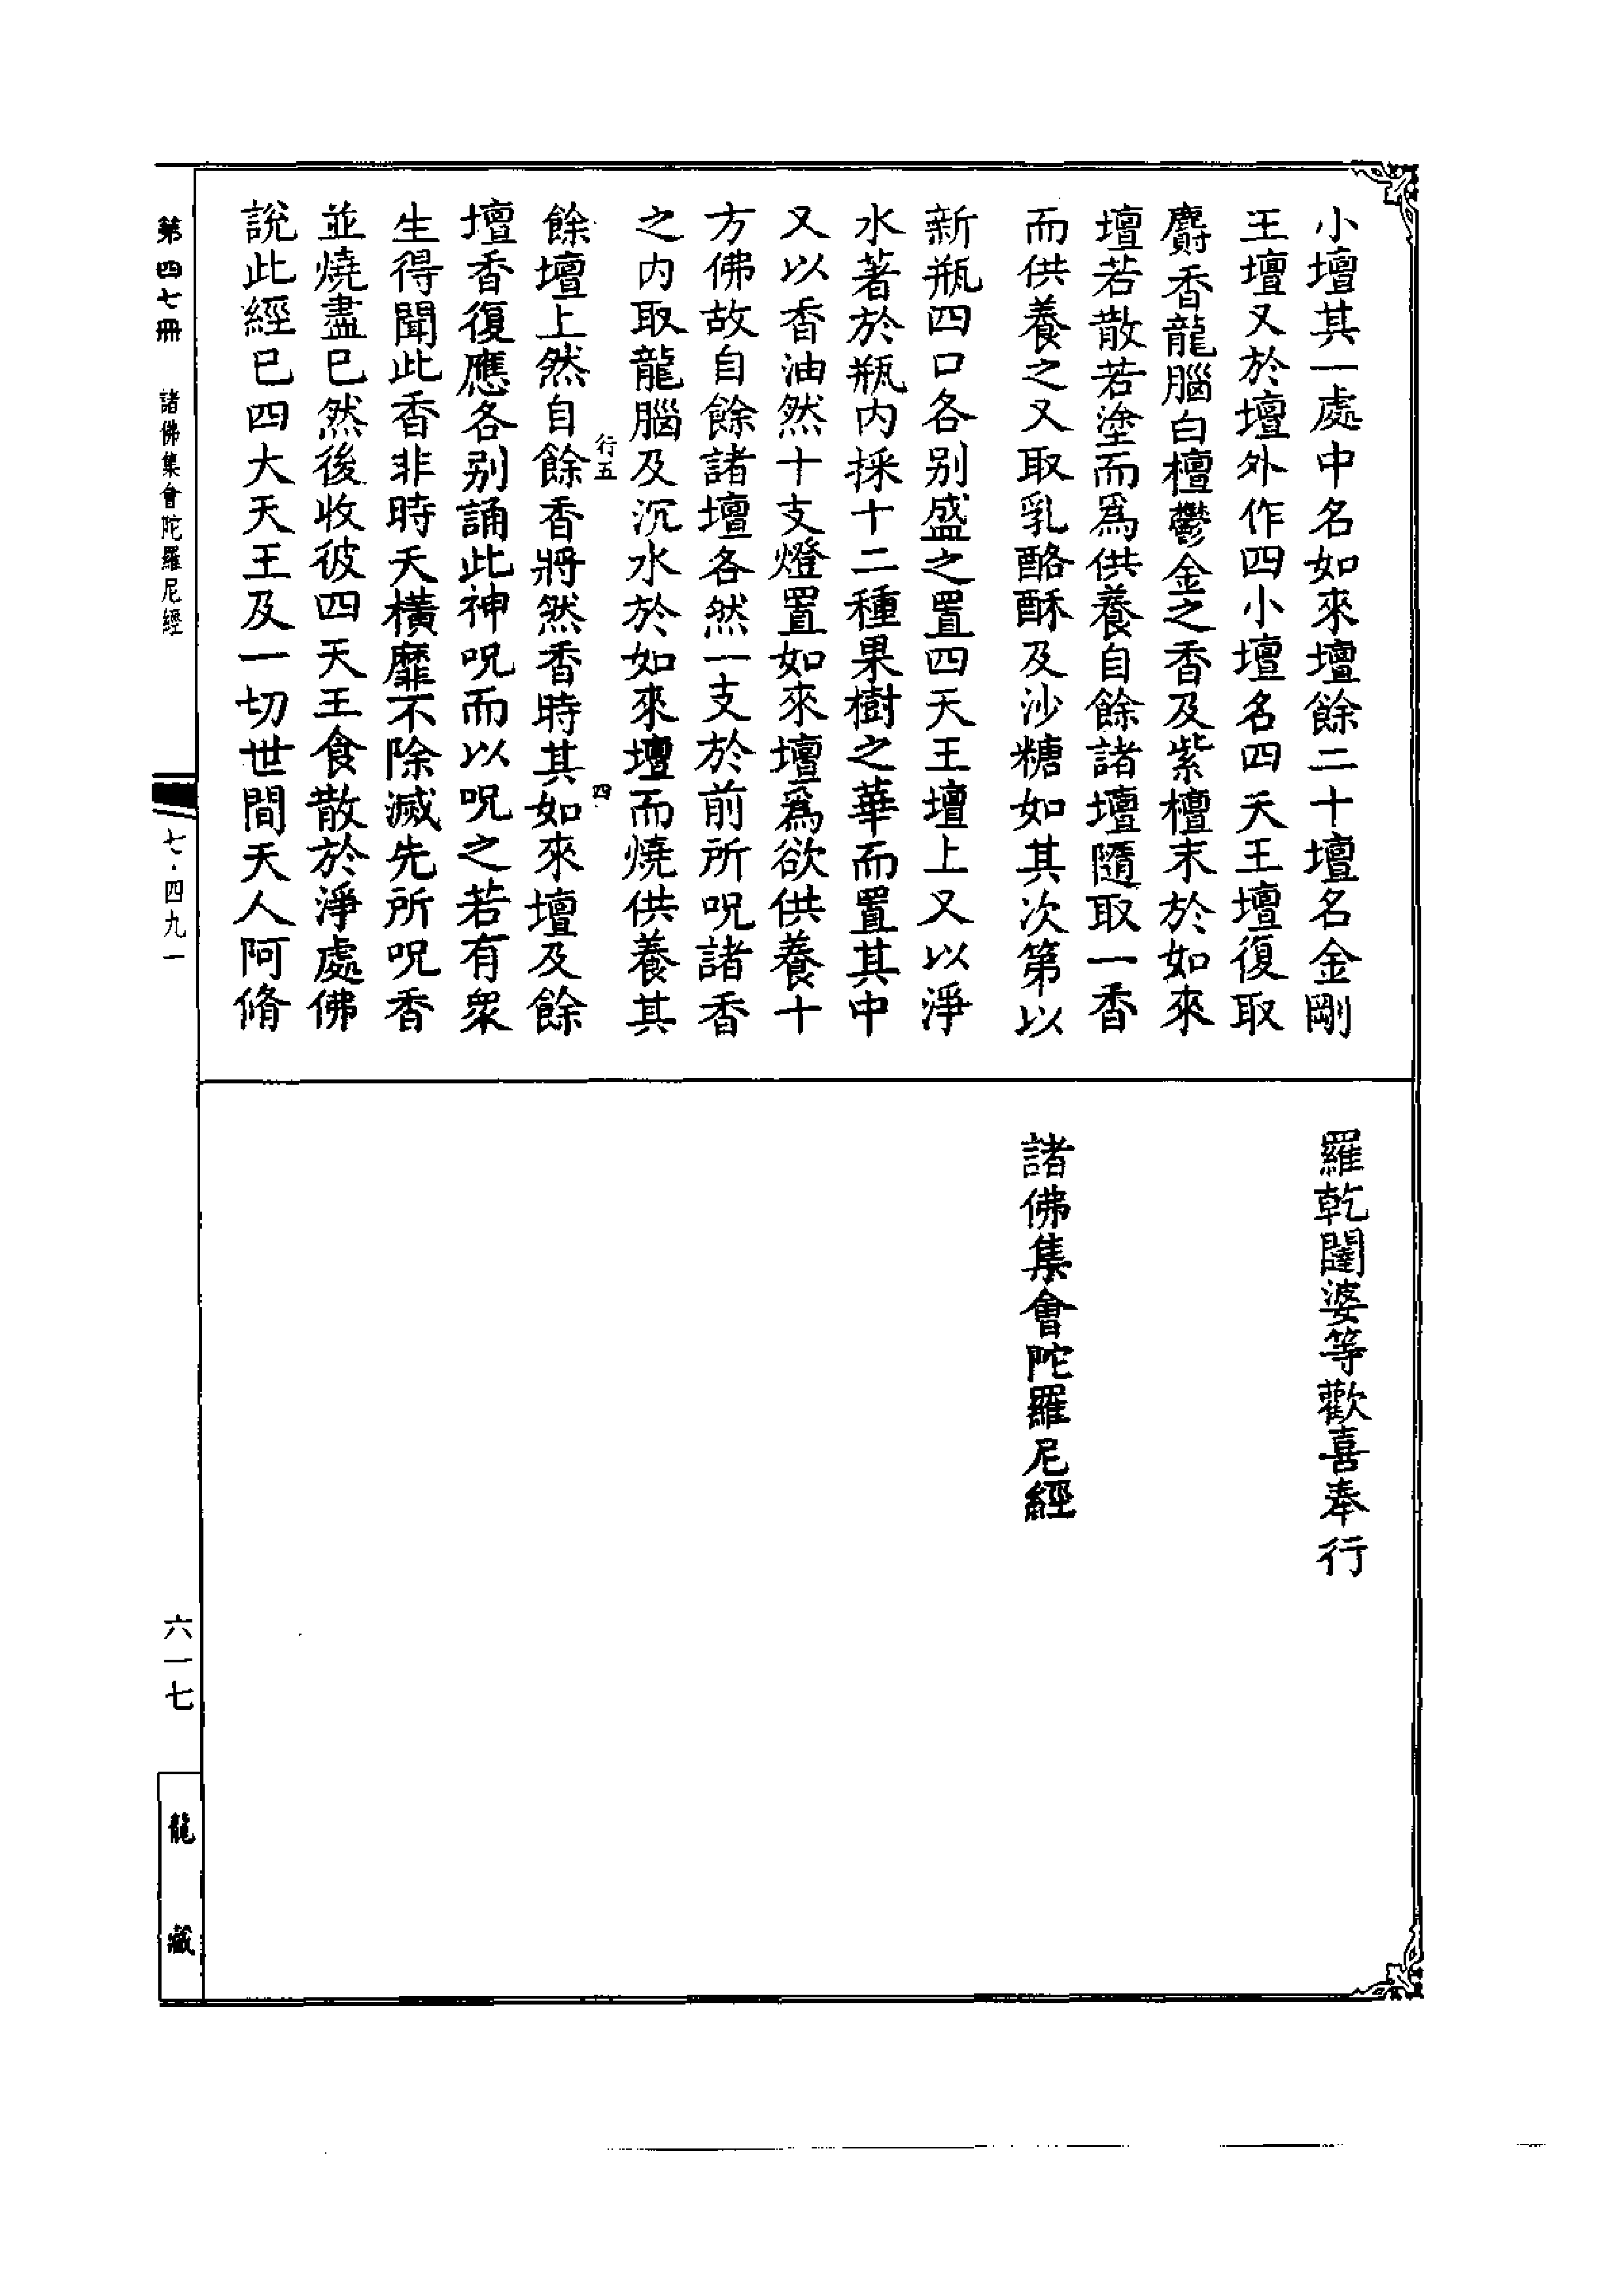 小壇其一處中名如來壇餘二十壇名金剛
王壇又於壇外作四小壇名四天王壇復取
麝香龍腦白檀鬱金之香及紫檀末於如來
壇若散若塗而爲供養自餘諸壇隨取一香
而供養之又取乳酪酥及沙糖如其次第以
新瓶四口各别盛之置四天王壇上又以淨
水著於瓶内採十二種果樹之華而置其中
又以香油然十支燈置如來壇爲欲供養十
方佛故自餘諸壇各然一支於前所呪諸香
之内取龍腦及沉水於如來壇而燒供養其
行五
四
餘壇上然自餘香將然香時其如來壇及餘
壇香復應各别誦此神呪而以呪之若有衆
生得聞此香非時夭橫靡不除滅先所呪香
並燒盡已然後收彼四天王食散於淨處佛
說此經已四大天王及一切世間天人阿脩
羅乾闥婆等歡喜奉行
諸佛集會陀羅尼經
第四七冊 諸佛集會陀羅尼經
七·四九一
六一七
龍藏